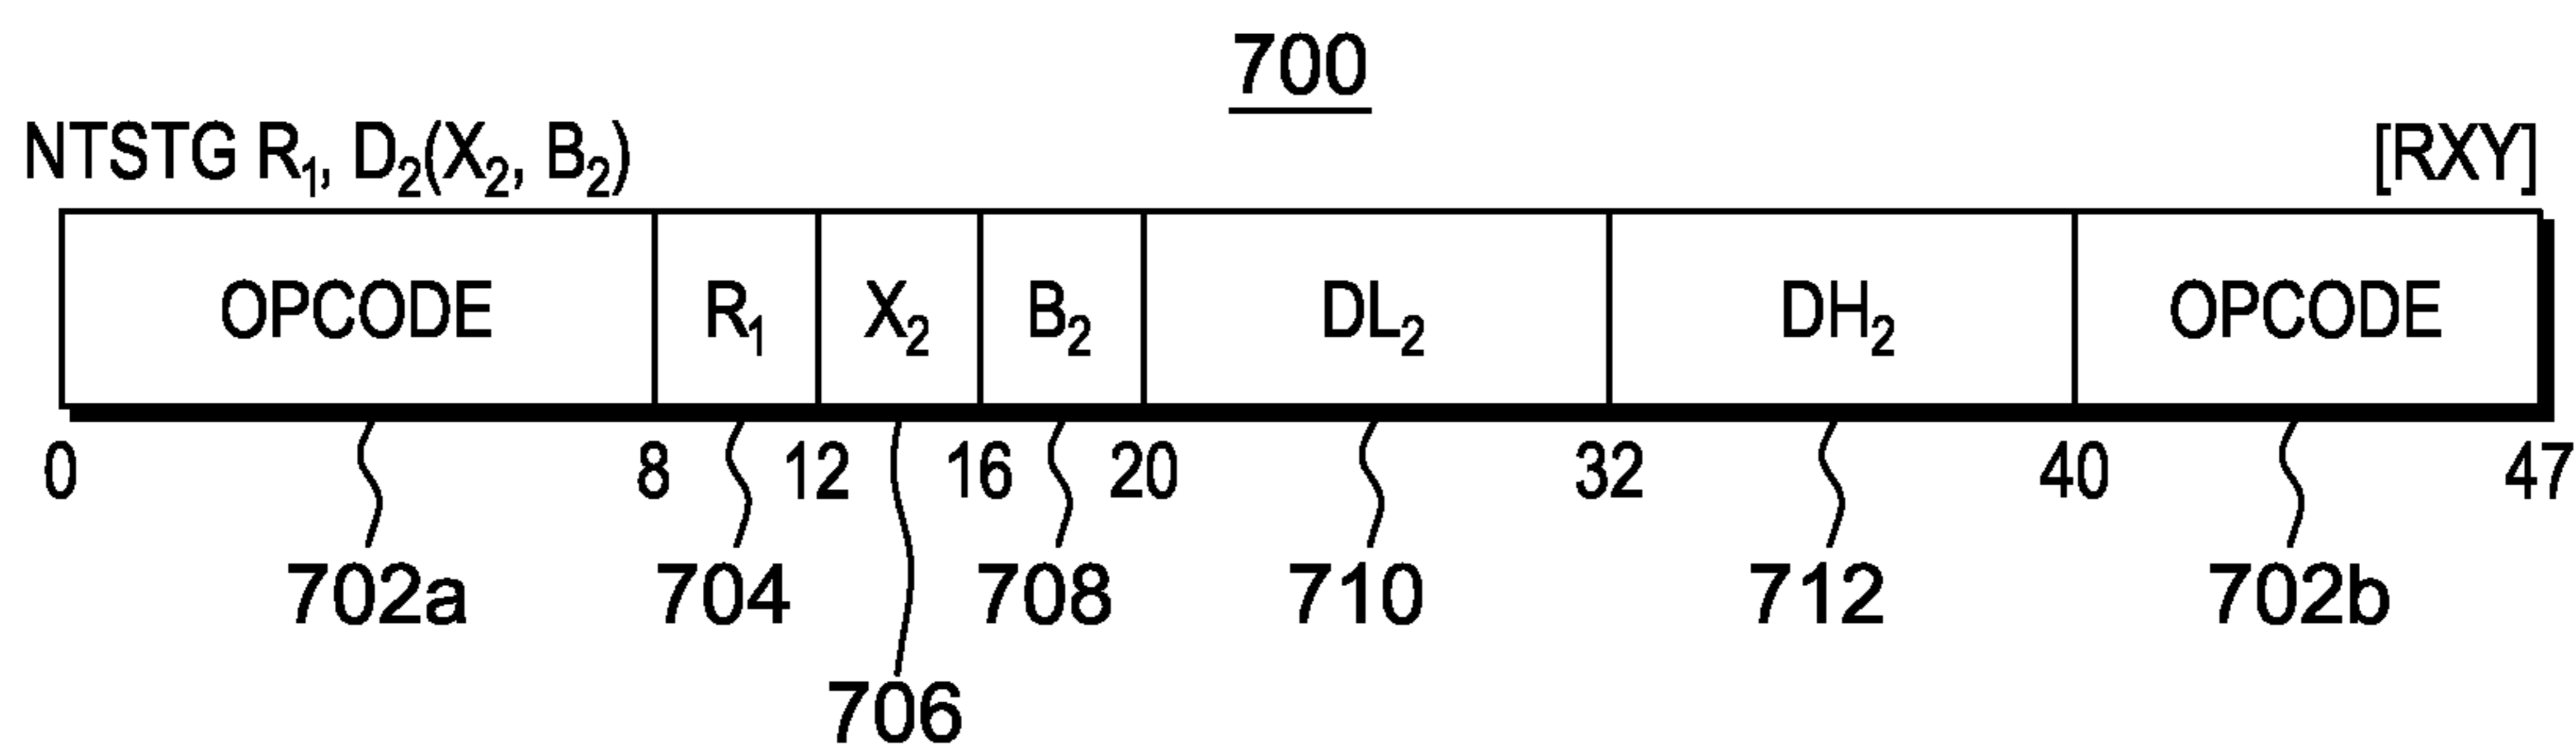 700
NTSTG R₁, D₂(X₂, B₂) [RXY]
OPCODE R₁ X₂ B₂ DL₂ DH₂ OPCODE
0 8 12 16 20 32 40 47
702a 704 708 710 712 702b
706